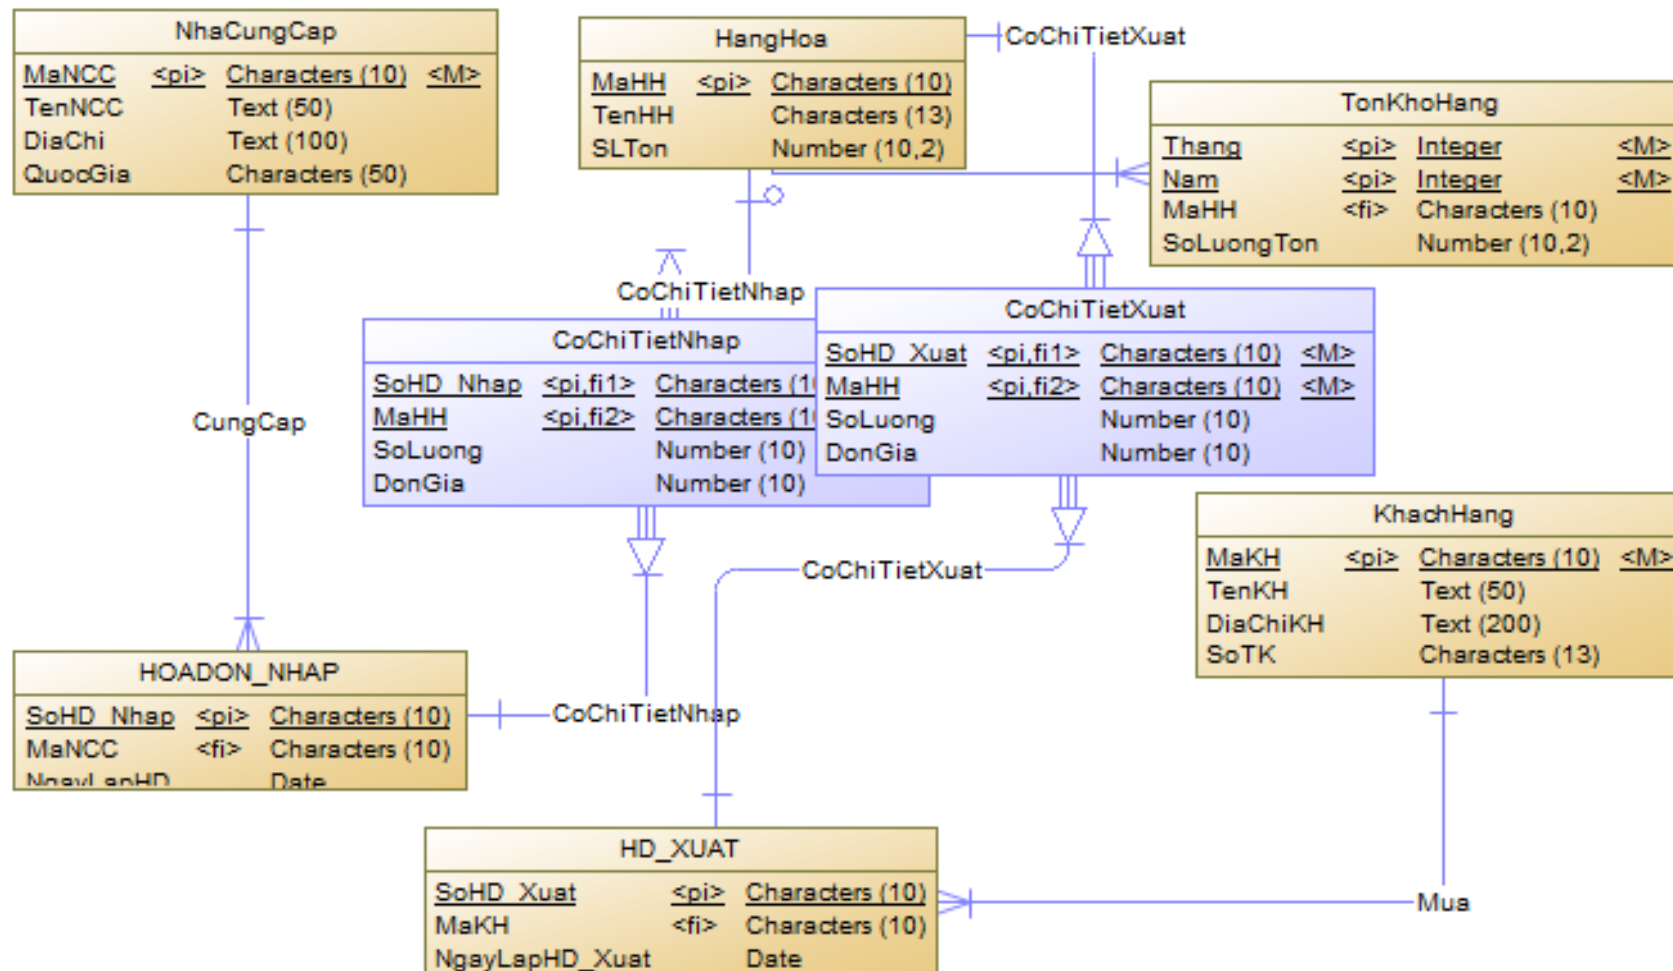 NhaCungCap
MaNCC <pi> Characters (10) <M>
TenNCC Text (50)
DiaChi Text (100)
QuocGia Characters (50)
HangHoa
MaHH <pi> Characters (10)
TenHH Characters (13)
SLTon Number (10,2)
CoChiTietXuat
TonKhoHang
Thang <pi> Integer <M>
Nam <pi> Integer <M>
MaHH <fi> Characters (10)
SoLuongTon Number (10,2)
CoChiTietNhap
CoChiTietNhap
SoHD_Nhap <pi,fi1> Characters (1
MaHH <pi,fi2> Characters (1
SoLuong Number (10)
DonGia Number (10)
CoChiTietXuat
SoHD_Xuat <pi,fi1> Characters (10) <M>
MaHH <pi,fi2> Characters (10) <M>
SoLuong Number (10)
DonGia Number (10)
CungCap
CoChiTietXuat
KhachHang
MaKH <pi> Characters (10) <M>
TenKH Text (50)
DiaChiKH Text (200)
SoTK Characters (13)
HOADON_NHAP
SoHD_Nhap <pi> Characters (10)
MaNCC <fi> Characters (10)
NgayLapHD Date
CoChiTietNhap
HD_XUAT
SoHD_Xuat <pi> Characters (10)
MaKH <fi> Characters (10)
NgayLapHD_Xuat Date
Mua